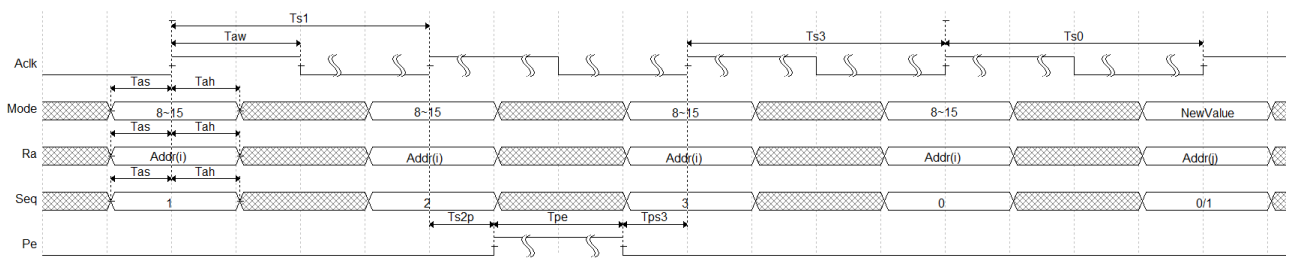 Ts1
Taw Ts3 Ts0
Aclk
Tas Tah
Mode 8~15 8~15 8~15 8~15 NewValue
Tas Tah
Ra Addr(i) Addr(i) Addr(i) Addr(i) Addr(j)
Tas Tah
Seq 1 2 3 0 0/1
Ts2p Tpe Tps3
Pe